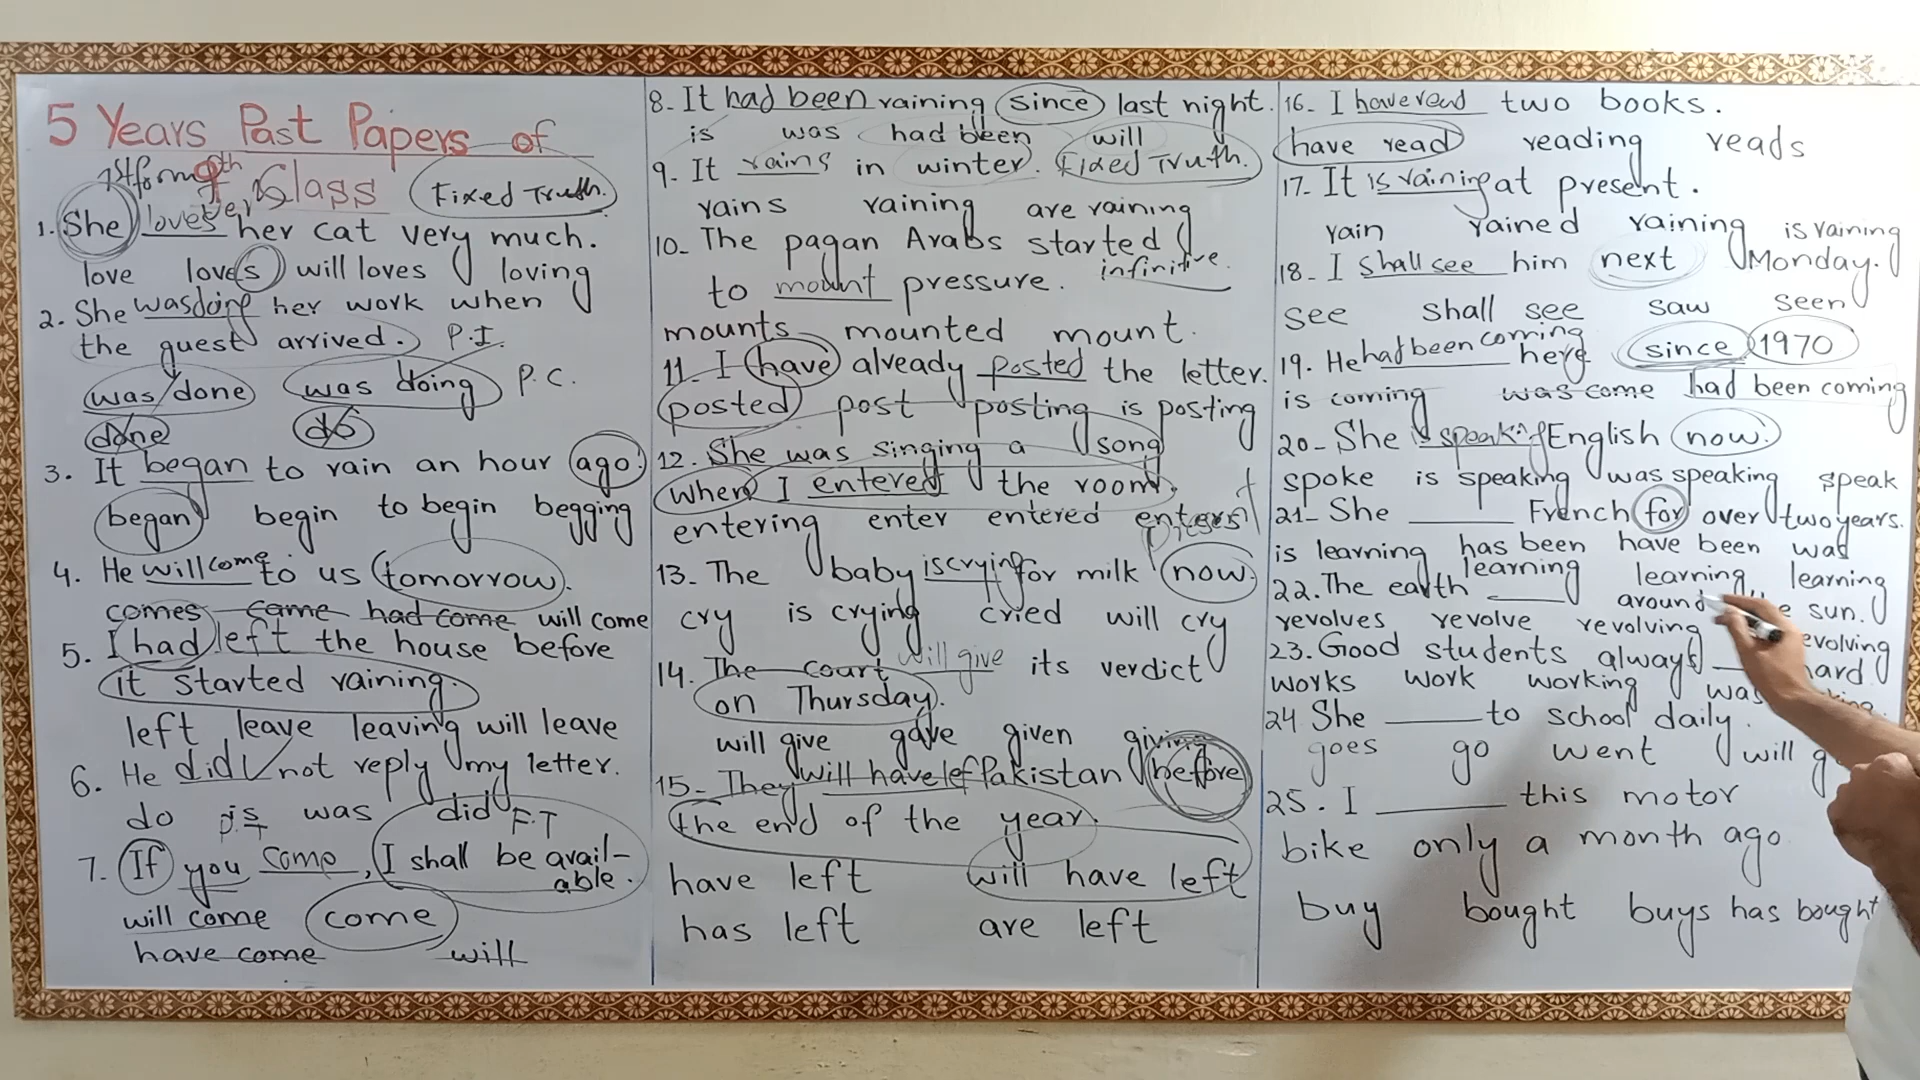 5 Years Past Papers of
9th Class
1st form of verb
Fixed Truth.
1. She loves her cat very much.
love loves will loves loving
2. She was doing her work when
the guest arrived. P.I.
was done was doing P.C.
done do
3. It began to rain an hour ago.
began begin to begin begging
4. He will come to us tomorrow.
comes came had come will come
5. I had left the house before
it started raining.
left leave leaving will leave
6. He did not reply my letter.
do is was did
P.T F.T
7. If you come, I shall be avail-
able.
will come come
have come will
8. It had been raining since last night.
is was had been will
9. It rains in winter. Fixed Truth.
rains raining are raining
10. The pagan Arabs started
to mount pressure. infinitive.
mounts mounted mount.
11. I have already posted the letter.
posted post posting is posting
12. She was singing a song
when I entered the room.
entering enter entered enters
13. The baby is crying for milk now.
cry is crying cried will cry
14. The court will give its verdict
on Thursday.
will give gave given giving
15- They will have left Pakistan before
the end of the year.
have left will have left
has left are left
16- I have read two books.
have read reading reads
17. It is raining at present.
rain rained raining is raining
18- I shall see him next Monday.
see shall see saw seen
19. He had been coming here since 1970
is coming was come had been coming
20- She is speaking English now.
spoke is speaking was speaking speak
21- She ____ French for over two years.
is learning has been learning have been learning was learning
22. The earth ____ around the sun.
revolves revolve revolving evolving
23. Good students always ____ hard
works work working was
24 She ____ to school daily.
goes go went will
25. I ____ this motor
bike only a month ago
buy bought buys has bought